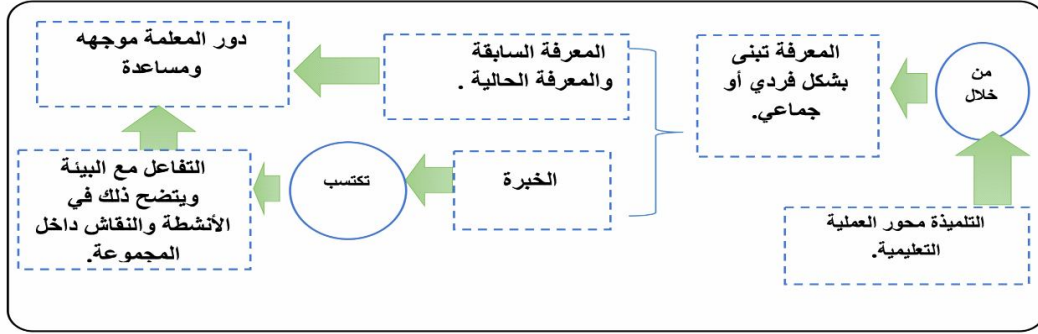 من
خلال
التلميذة محور العملية
التعليمية.
المعرفة تبنى
بشكل فردي أو
جماعي.
المعرفة السابقة
والمعرفة الحالية .
الخبرة
تكتسب
دور المعلمة موجهه
ومساعدة
التفاعل مع البيئة
ويتضح ذلك في
الأنشطة والنقاش داخل
المجموعة.